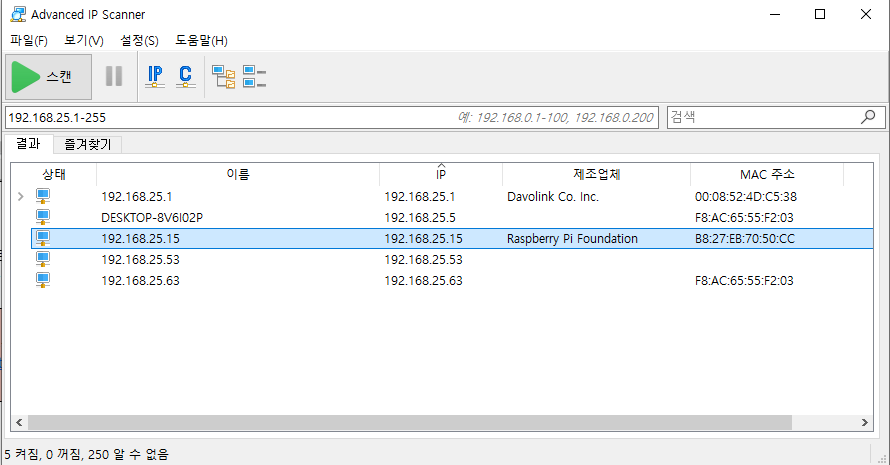 Advanced IP Scanner
파일(F) 보기(V) 설정(S) 도움말(H)
스캔 IP C
192.168.25.1-255 예: 192.168.0.1-100, 192.168.0.200 검색
결과 즐겨찾기
상태 이름 IP 제조업체 MAC 주소
192.168.25.1 192.168.25.1 Davolink Co. Inc. 00:08:52:4D:C5:38
DESKTOP-8V6I02P 192.168.25.5 F8:AC:65:55:F2:03
192.168.25.15 192.168.25.15 Raspberry Pi Foundation B8:27:EB:70:50:CC
192.168.25.53 192.168.25.53
192.168.25.63 192.168.25.63 F8:AC:65:55:F2:03
5 켜짐, 0 꺼짐, 250 알 수 없음